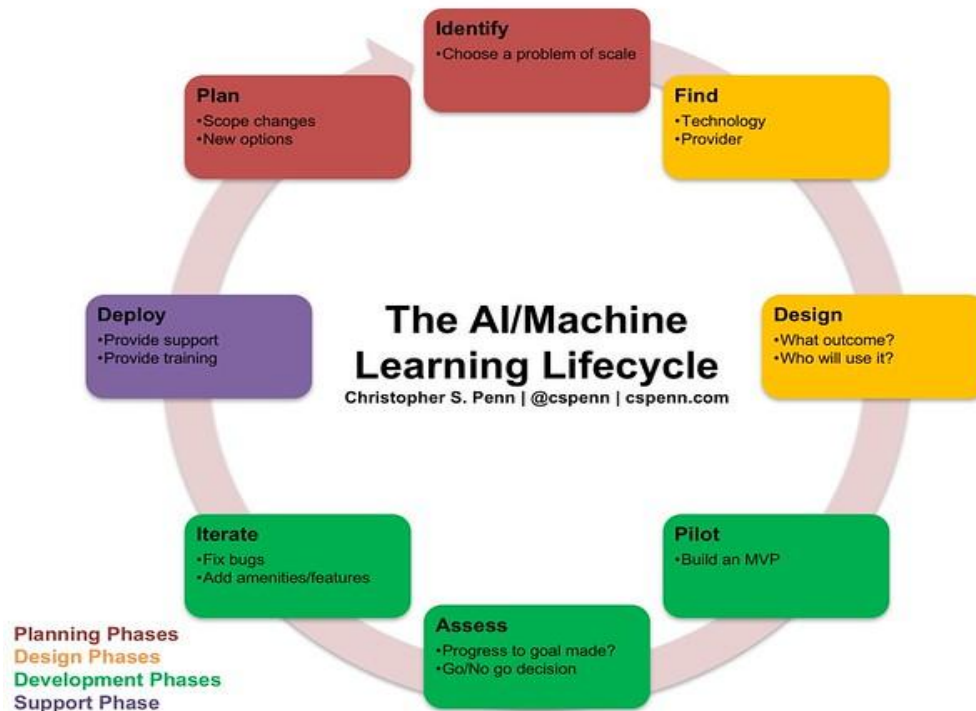 Identify
•Choose a problem of scale
Plan
•Scope changes
•New options
Find
•Technology
•Provider
Deploy
•Provide support
•Provide training
The AI/Machine
Learning Lifecycle
Christopher S. Penn | @cspenn | cspenn.com
Design
•What outcome?
•Who will use it?
Iterate
•Fix bugs
•Add amenities/features
Pilot
•Build an MVP
Assess
•Progress to goal made?
•Go/No go decision
Planning Phases
Design Phases
Development Phases
Support Phase